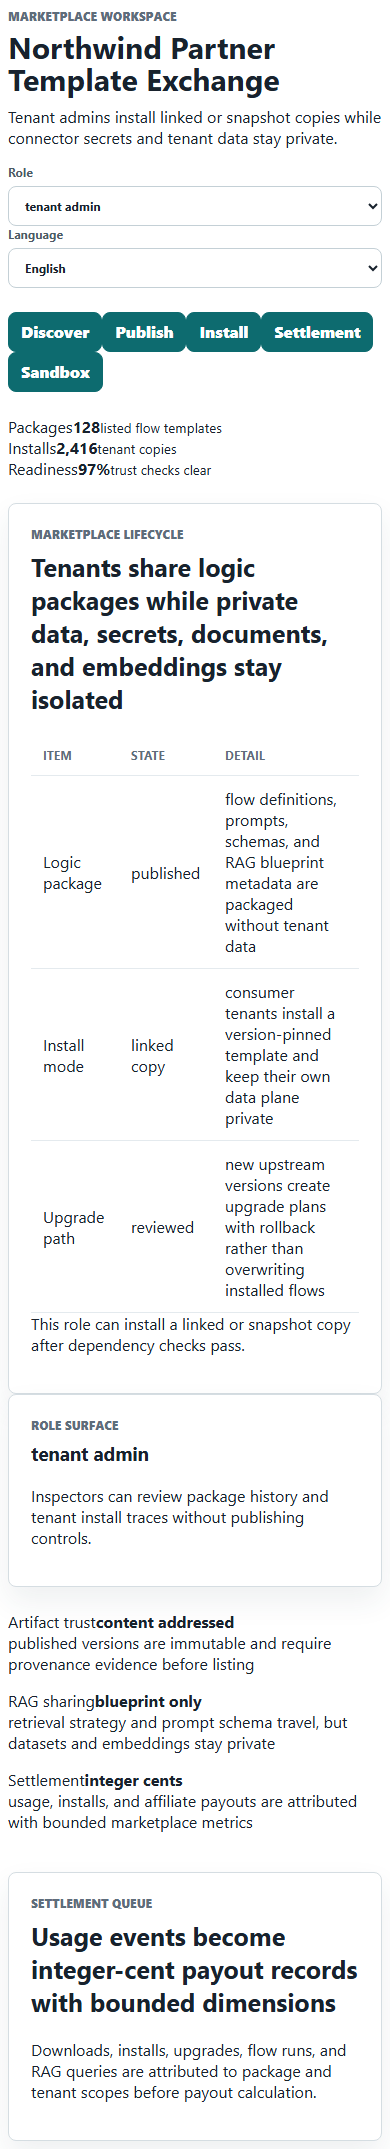 MARKETPLACE WORKSPACE
Northwind Partner
Template Exchange
Tenant admins install linked or snapshot copies while
connector secrets and tenant data stay private.
Role
tenant admin
Language
English
Discover Publish Install Settlement
Sandbox
Packages128listed flow templates
Installs2,416tenant copies
Readiness97%trust checks clear
MARKETPLACE LIFECYCLE
Tenants share logic
packages while private
data, secrets, documents,
and embeddings stay
isolated
ITEM STATE DETAIL
Logic
package
published
flow definitions,
prompts,
schemas, and
RAG blueprint
metadata are
packaged
without tenant
data
Install
mode
linked
copy
consumer
tenants install a
version-pinned
template and
keep their own
data plane
private
Upgrade
path
reviewed
new upstream
versions create
upgrade plans
with rollback
rather than
overwriting
installed flows
This role can install a linked or snapshot copy
after dependency checks pass.
ROLE SURFACE
tenant admin
Inspectors can review package history and
tenant install traces without publishing
controls.
Artifact trustcontent addressed
published versions are immutable and require
provenance evidence before listing
RAG sharingblueprint only
retrieval strategy and prompt schema travel, but
datasets and embeddings stay private
Settlementinteger cents
usage, installs, and affiliate payouts are attributed
with bounded marketplace metrics
SETTLEMENT QUEUE
Usage events become
integer-cent payout records
with bounded dimensions
Downloads, installs, upgrades, flow runs, and
RAG queries are attributed to package and
tenant scopes before payout calculation.